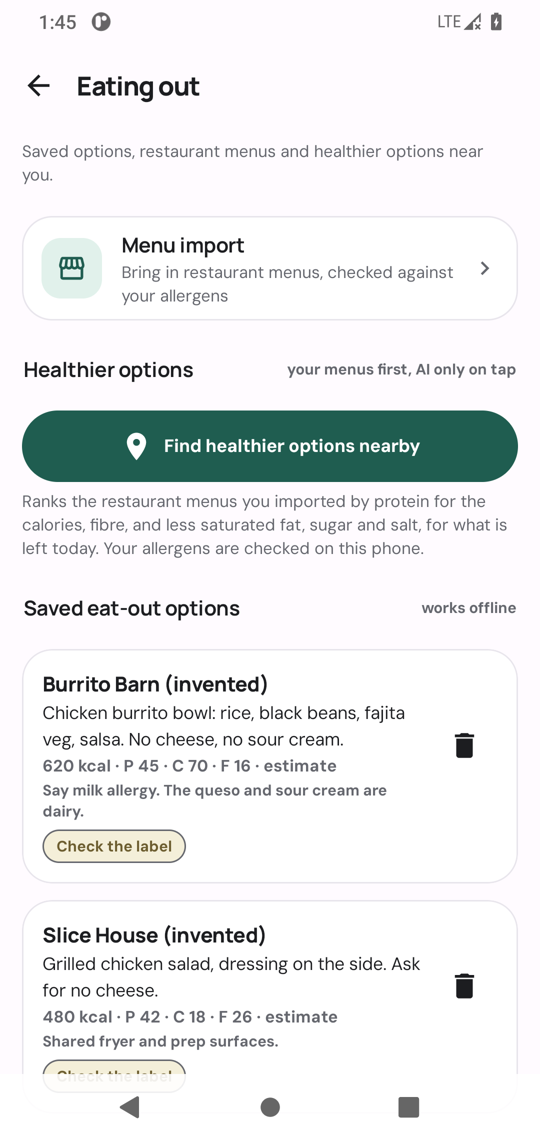 1:45
LTE
Eating out
Saved options, restaurant menus and healthier options near
you.
Menu import
Bring in restaurant menus, checked against
your allergens
Healthier options
your menus first, AI only on tap
Find healthier options nearby
Ranks the restaurant menus you imported by protein for the
calories, fibre, and less saturated fat, sugar and salt, for what is
left today. Your allergens are checked on this phone.
Saved eat-out options
works offline
Burrito Barn (invented)
Chicken burrito bowl: rice, black beans, fajita
veg, salsa. No cheese, no sour cream.
620 kcal · P 45 · C 70 · F 16 · estimate
Say milk allergy. The queso and sour cream are
dairy.
Check the label
Slice House (invented)
Grilled chicken salad, dressing on the side. Ask
for no cheese.
480 kcal · P 42 · C 18 · F 26 · estimate
Shared fryer and prep surfaces.
Check the label